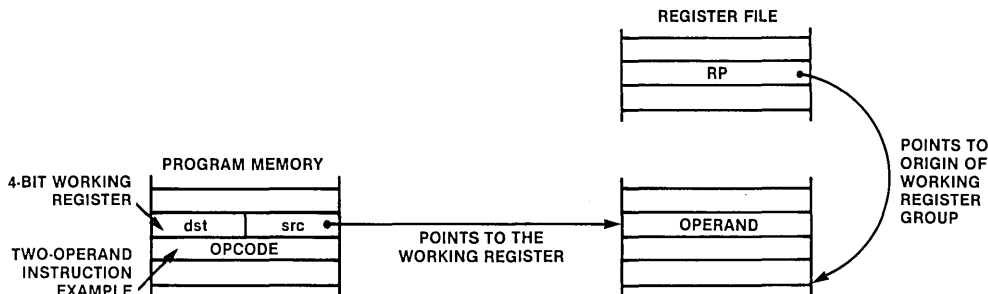 REGISTER FILE
RP
POINTS TO
ORIGIN OF
WORKING
REGISTER
GROUP
PROGRAM MEMORY
4-BIT WORKING
REGISTER
dst src
OPCODE
TWO-OPERAND
INSTRUCTION
EXAMPLE
POINTS TO THE
WORKING REGISTER
OPERAND